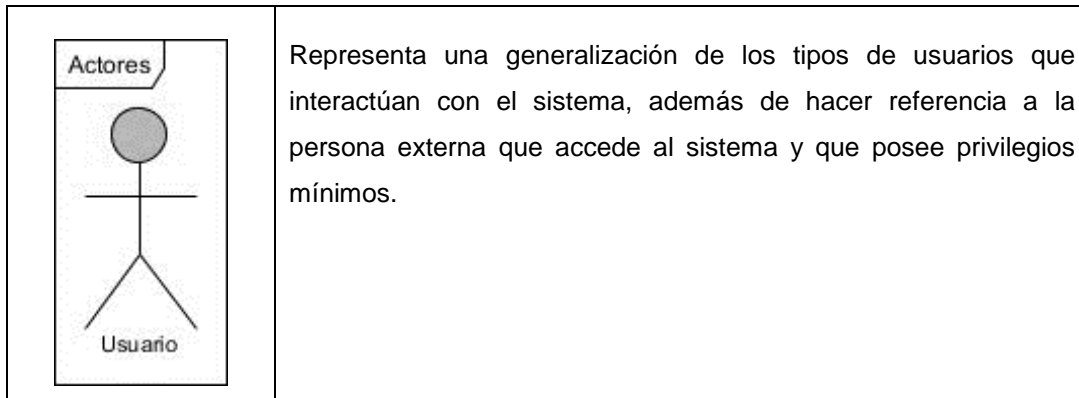 Actores
Usuario
Representa una generalización de los tipos de usuarios que
interactúan con el sistema, además de hacer referencia a la
persona externa que accede al sistema y que posee privilegios
mínimos.